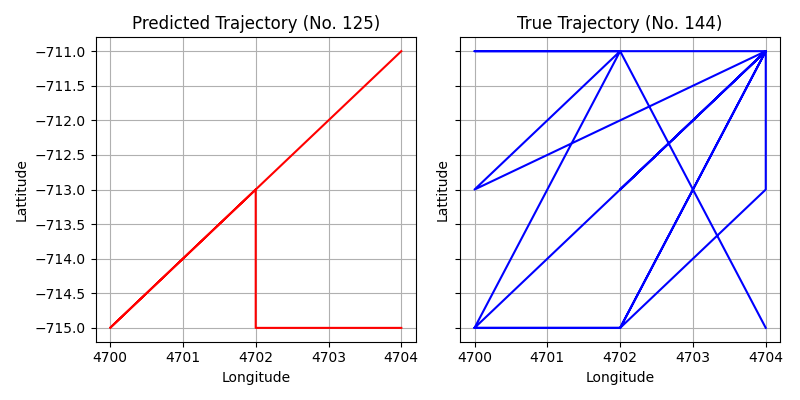 Predicted Trajectory (No. 125)
True Trajectory (No. 144)
−711.0
−711.5
−712.0
−712.5
−713.0
−713.5
−714.0
−714.5
−715.0
Lattitude
Lattitude
4700 4701 4702 4703 4704
4700 4701 4702 4703 4704
Longitude
Longitude